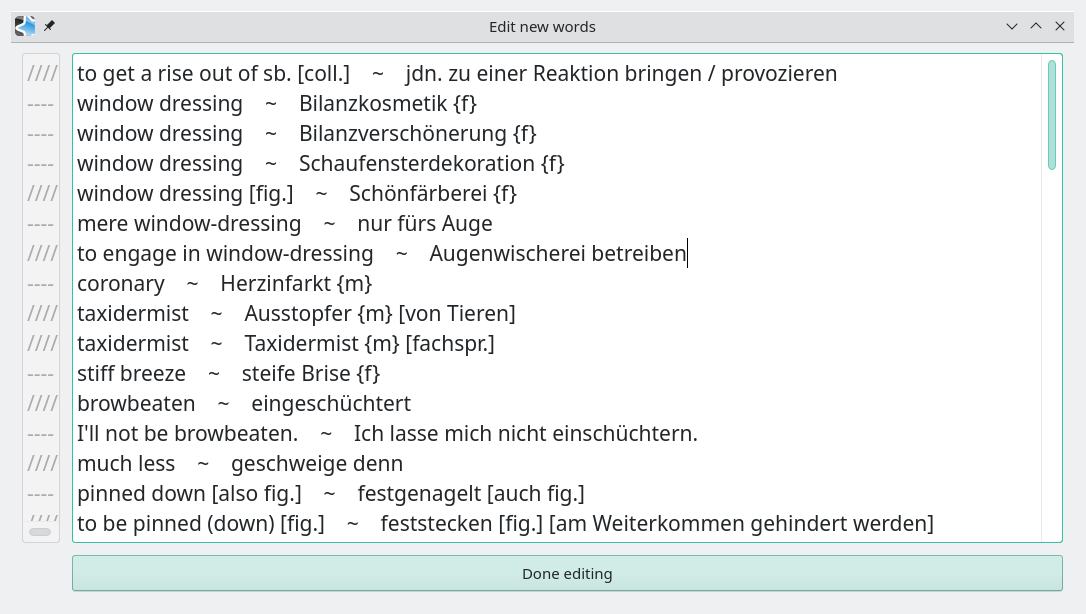 Edit new words
//// to get a rise out of sb. [coll.] ~ jdn. zu einer Reaktion bringen / provozieren
---- window dressing ~ Bilanzkosmetik {f}
---- window dressing ~ Bilanzverschönerung {f}
---- window dressing ~ Schaufensterdekoration {f}
//// window dressing [fig.] ~ Schönfärberei {f}
---- mere window-dressing ~ nur fürs Auge
//// to engage in window-dressing ~ Augenwischerei betreiben
---- coronary ~ Herzinfarkt {m}
//// taxidermist ~ Ausstopfer {m} [von Tieren]
//// taxidermist ~ Taxidermist {m} [fachspr.]
---- stiff breeze ~ steife Brise {f}
//// browbeaten ~ eingeschüchtert
---- I'll not be browbeaten. ~ Ich lasse mich nicht einschüchtern.
//// much less ~ geschweige denn
---- pinned down [also fig.] ~ festgenagelt [auch fig.]
//// to be pinned (down) [fig.] ~ feststecken [fig.] [am Weiterkommen gehindert werden]
Done editing